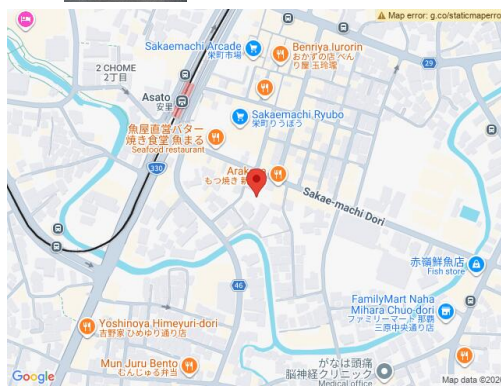 Map error: g.co/staticmaperro
Sakaemachi Arcade
栄町市場
Benriya Iurorin
おかずの店 べん
り屋 玉玲瓏
29
2 CHOME
2丁目
Asato
安里
Sakaemachi Ryubo
栄町りうぼう
魚屋直営バター
焼き食堂 魚まる
Seafood restaurant
330
Arak
もつ焼き
Sakae-machi Dori
赤嶺鮮魚店
Fish store
46
FamilyMart Naha
Mihara Chuo-dori
ファミリーマート 那覇
三原中央通り店
Yoshinoya Himeyuri-dori
吉野家 ひめゆり通り店
Mun Juru Bento
むんじゅる弁当
がなは頭痛
脳神経クリニック
Medical office
Google
Map data ©202